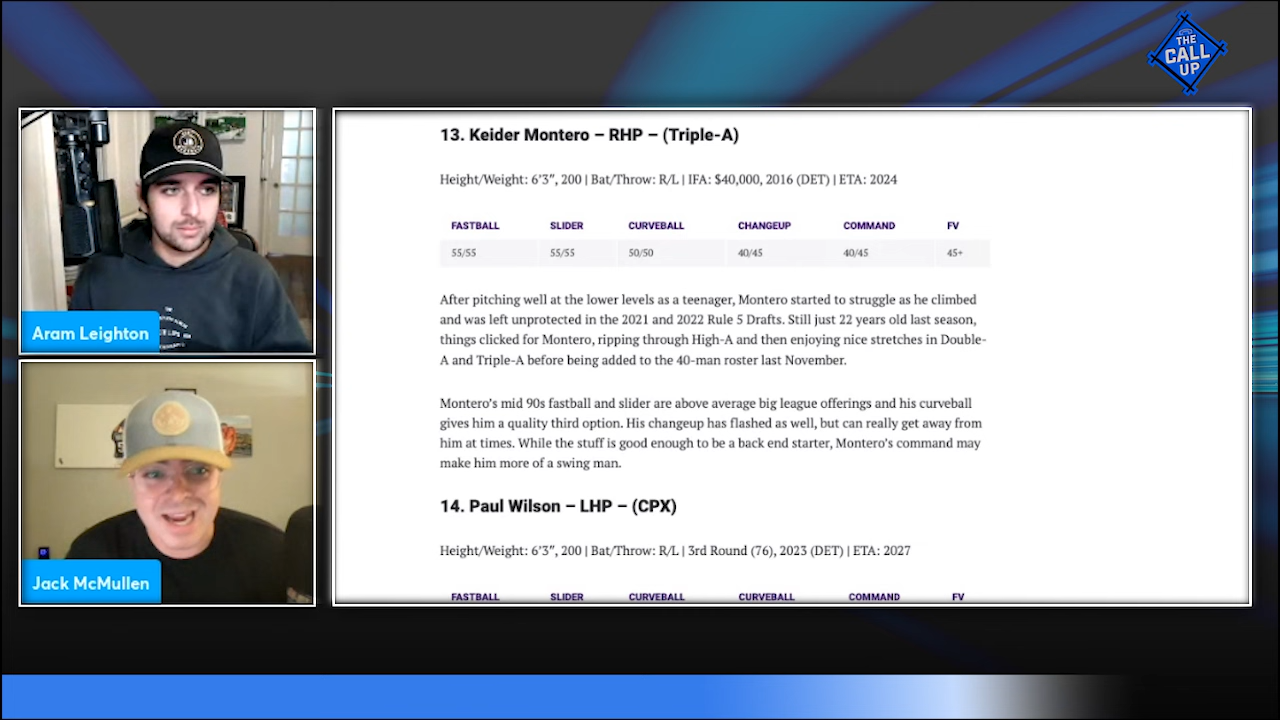 THE
CALL
UP
Aram Leighton
Jack McMullen
13. Keider Montero – RHP – (Triple-A)
Height/Weight: 6’3″, 200 | Bat/Throw: R/L | IFA: $40,000, 2016 (DET) | ETA: 2024
FASTBALL SLIDER CURVEBALL CHANGEUP COMMAND FV
55/55 55/55 50/50 40/45 40/45 45+
After pitching well at the lower levels as a teenager, Montero started to struggle as he climbed
and was left unprotected in the 2021 and 2022 Rule 5 Drafts. Still just 22 years old last season,
things clicked for Montero, ripping through High-A and then enjoying nice stretches in Double-
A and Triple-A before being added to the 40-man roster last November.
Montero’s mid 90s fastball and slider are above average big league offerings and his curveball
gives him a quality third option. His changeup has flashed as well, but can really get away from
him at times. While the stuff is good enough to be a back end starter, Montero’s command may
make him more of a swing man.
14. Paul Wilson – LHP – (CPX)
Height/Weight: 6’3″, 200 | Bat/Throw: R/L | 3rd Round (76), 2023 (DET) | ETA: 2027
FASTBALL SLIDER CURVEBALL CURVEBALL COMMAND FV